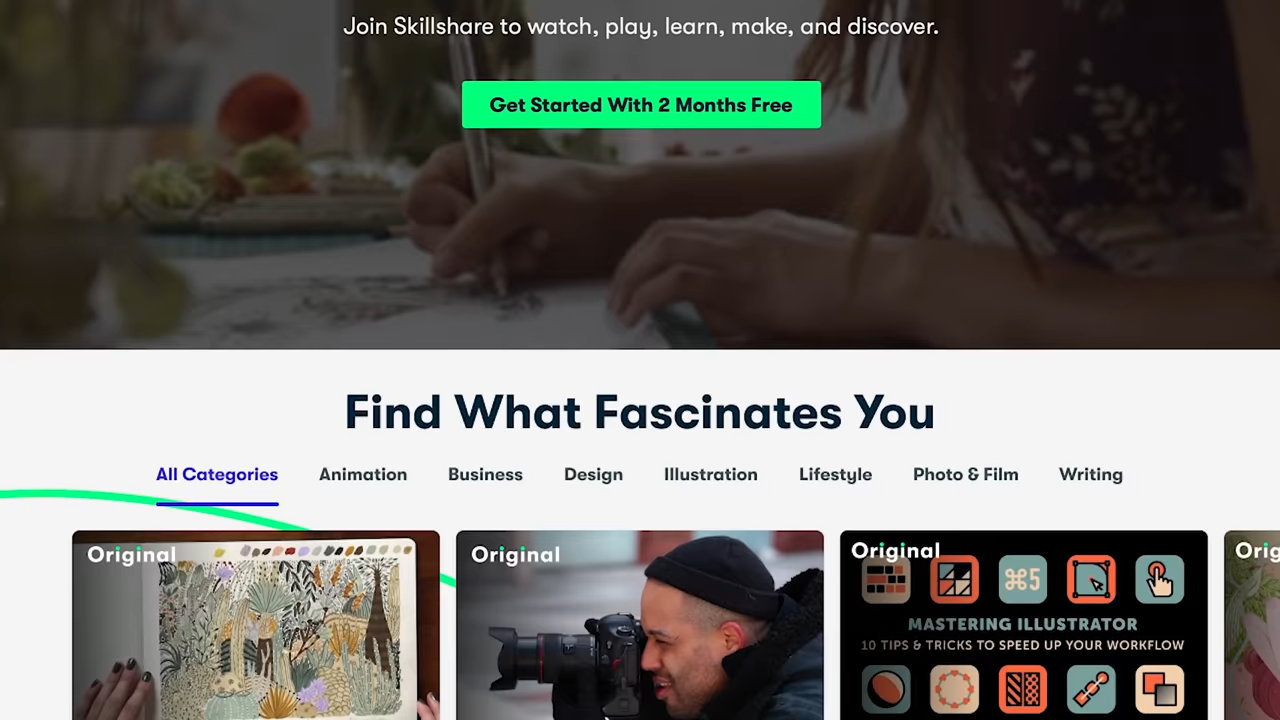 Join Skillshare to watch, play, learn, make, and discover.
Get Started With 2 Months Free
Find What Fascinates You
All Categories Animation Business Design Illustration Lifestyle Photo & Film Writing
Original Original Original Orig
⌘5
MASTERING ILLUSTRATOR
10 TIPS & TRICKS TO SPEED UP YOUR WORKFLOW